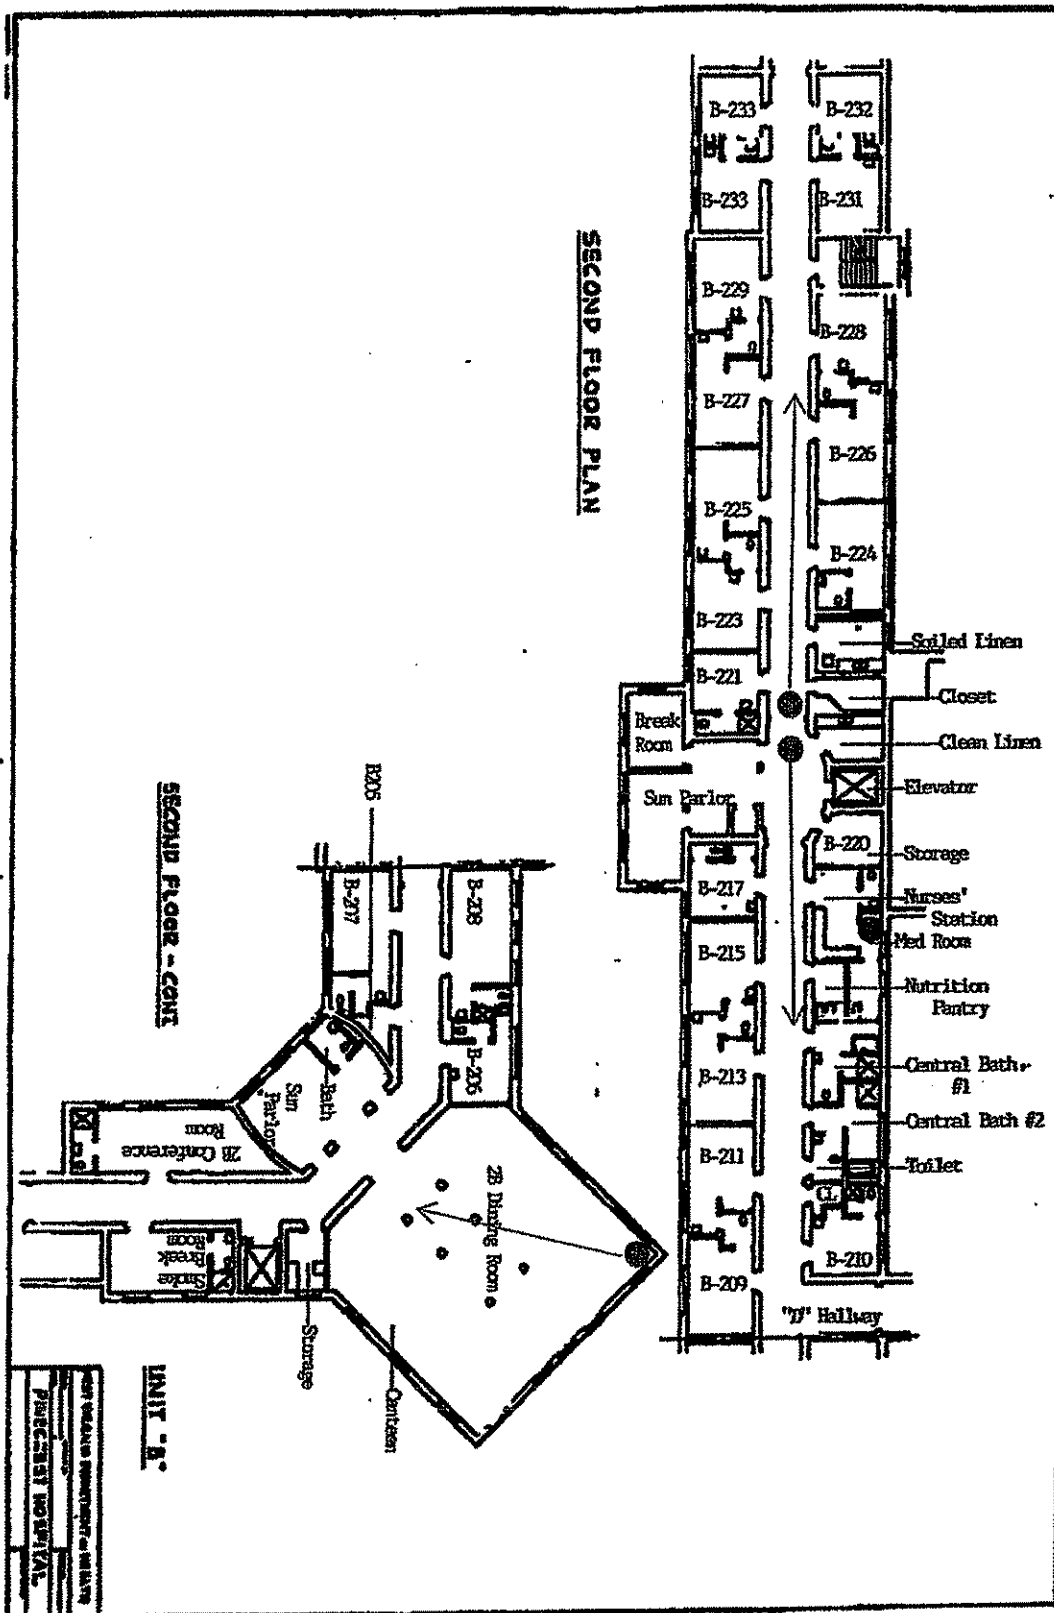 B-233
B-232
B-233
B-231
SECOND FLOOR PLAN
B-229
B-228
B-227
B-226
B-225
B-224
B-223
Soiled Linen
B-221
Closet
Break
Room
Clean Linen
Sun Parlor
Elevator
B-220
Storage
B-217
Nurses'
Station
Med Room
B-215
Nutrition
Pantry
B-213
Central Bath
#1
Central Bath #2
B-211
Toilet
CL
B-210
B-209
"D" Hallway
SECOND FLOOR - CONT
B205
B-207
B-208
B-206
Bath
Sun
Parlor
2B Conference
Room
2B Dining Room
Smoke
Break
Room
Storage
Canteen
UNIT "B"
PINECREST HOSPITAL